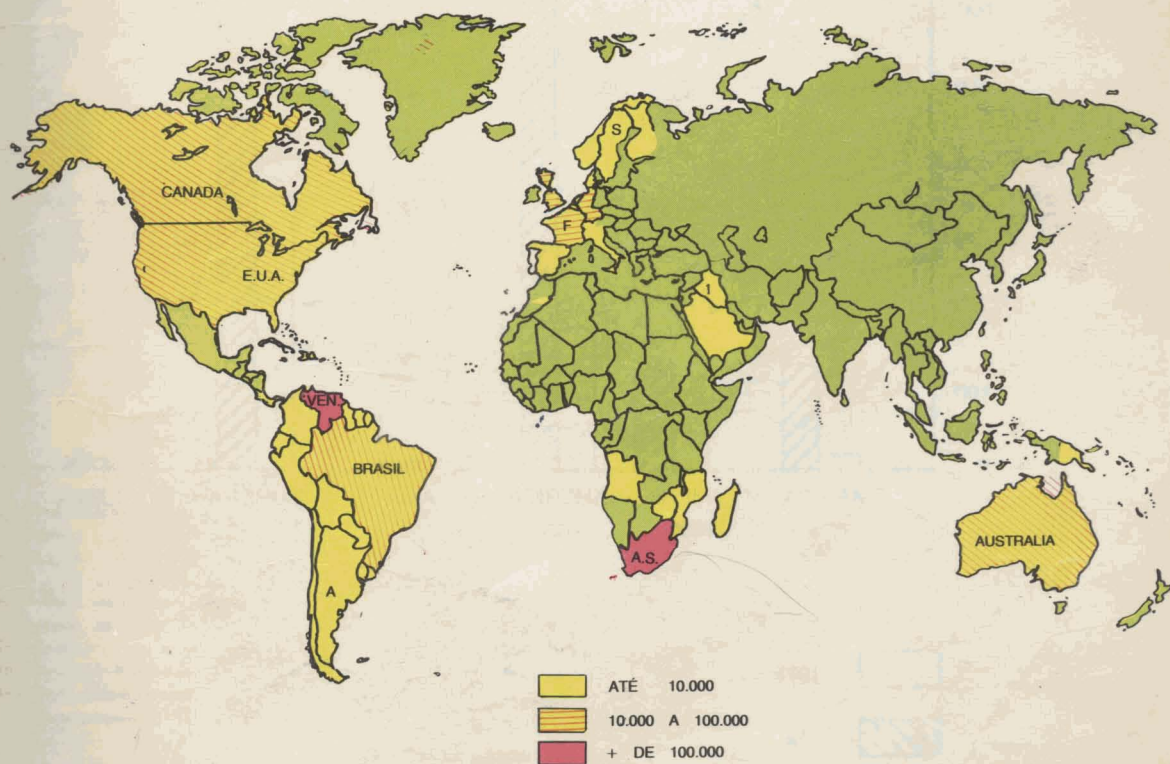 CANADA
E.U.A.
VEN.
BRASIL
A
S
F
I
A.S.
AUSTRALIA
ATÉ 10.000
10.000 A 100.000
+ DE 100.000